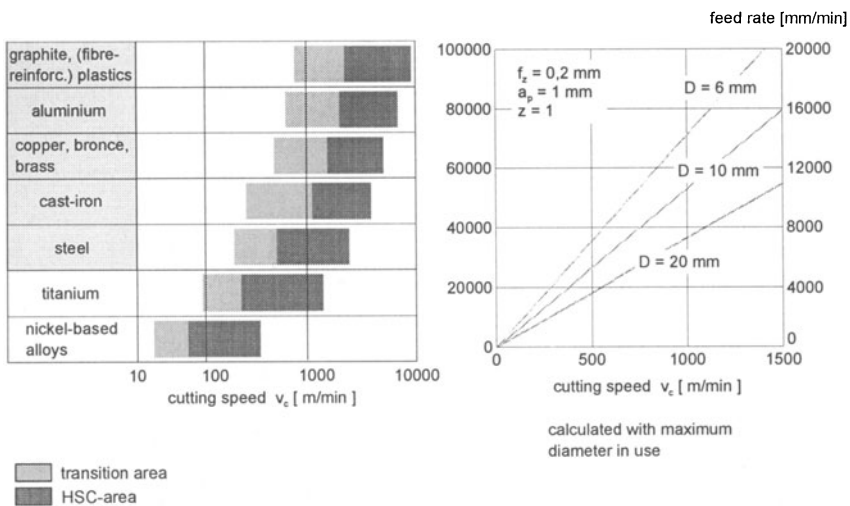 feed rate [mm/min]
graphite, (fibre-
reinforc.) plastics
aluminium
copper, bronce,
brass
cast-iron
steel
titanium
nickel-based
alloys
10
100
1000
10000
cutting speed v_c [ m/min ]
transition area
HSC-area
100000
80000
60000
40000
20000
0
f_z = 0,2 mm
a_p = 1 mm
z = 1
D = 6 mm
D = 10 mm
D = 20 mm
20000
16000
12000
8000
4000
0
0
500
1000
1500
cutting speed v_c [ m/min ]
calculated with maximum
diameter in use